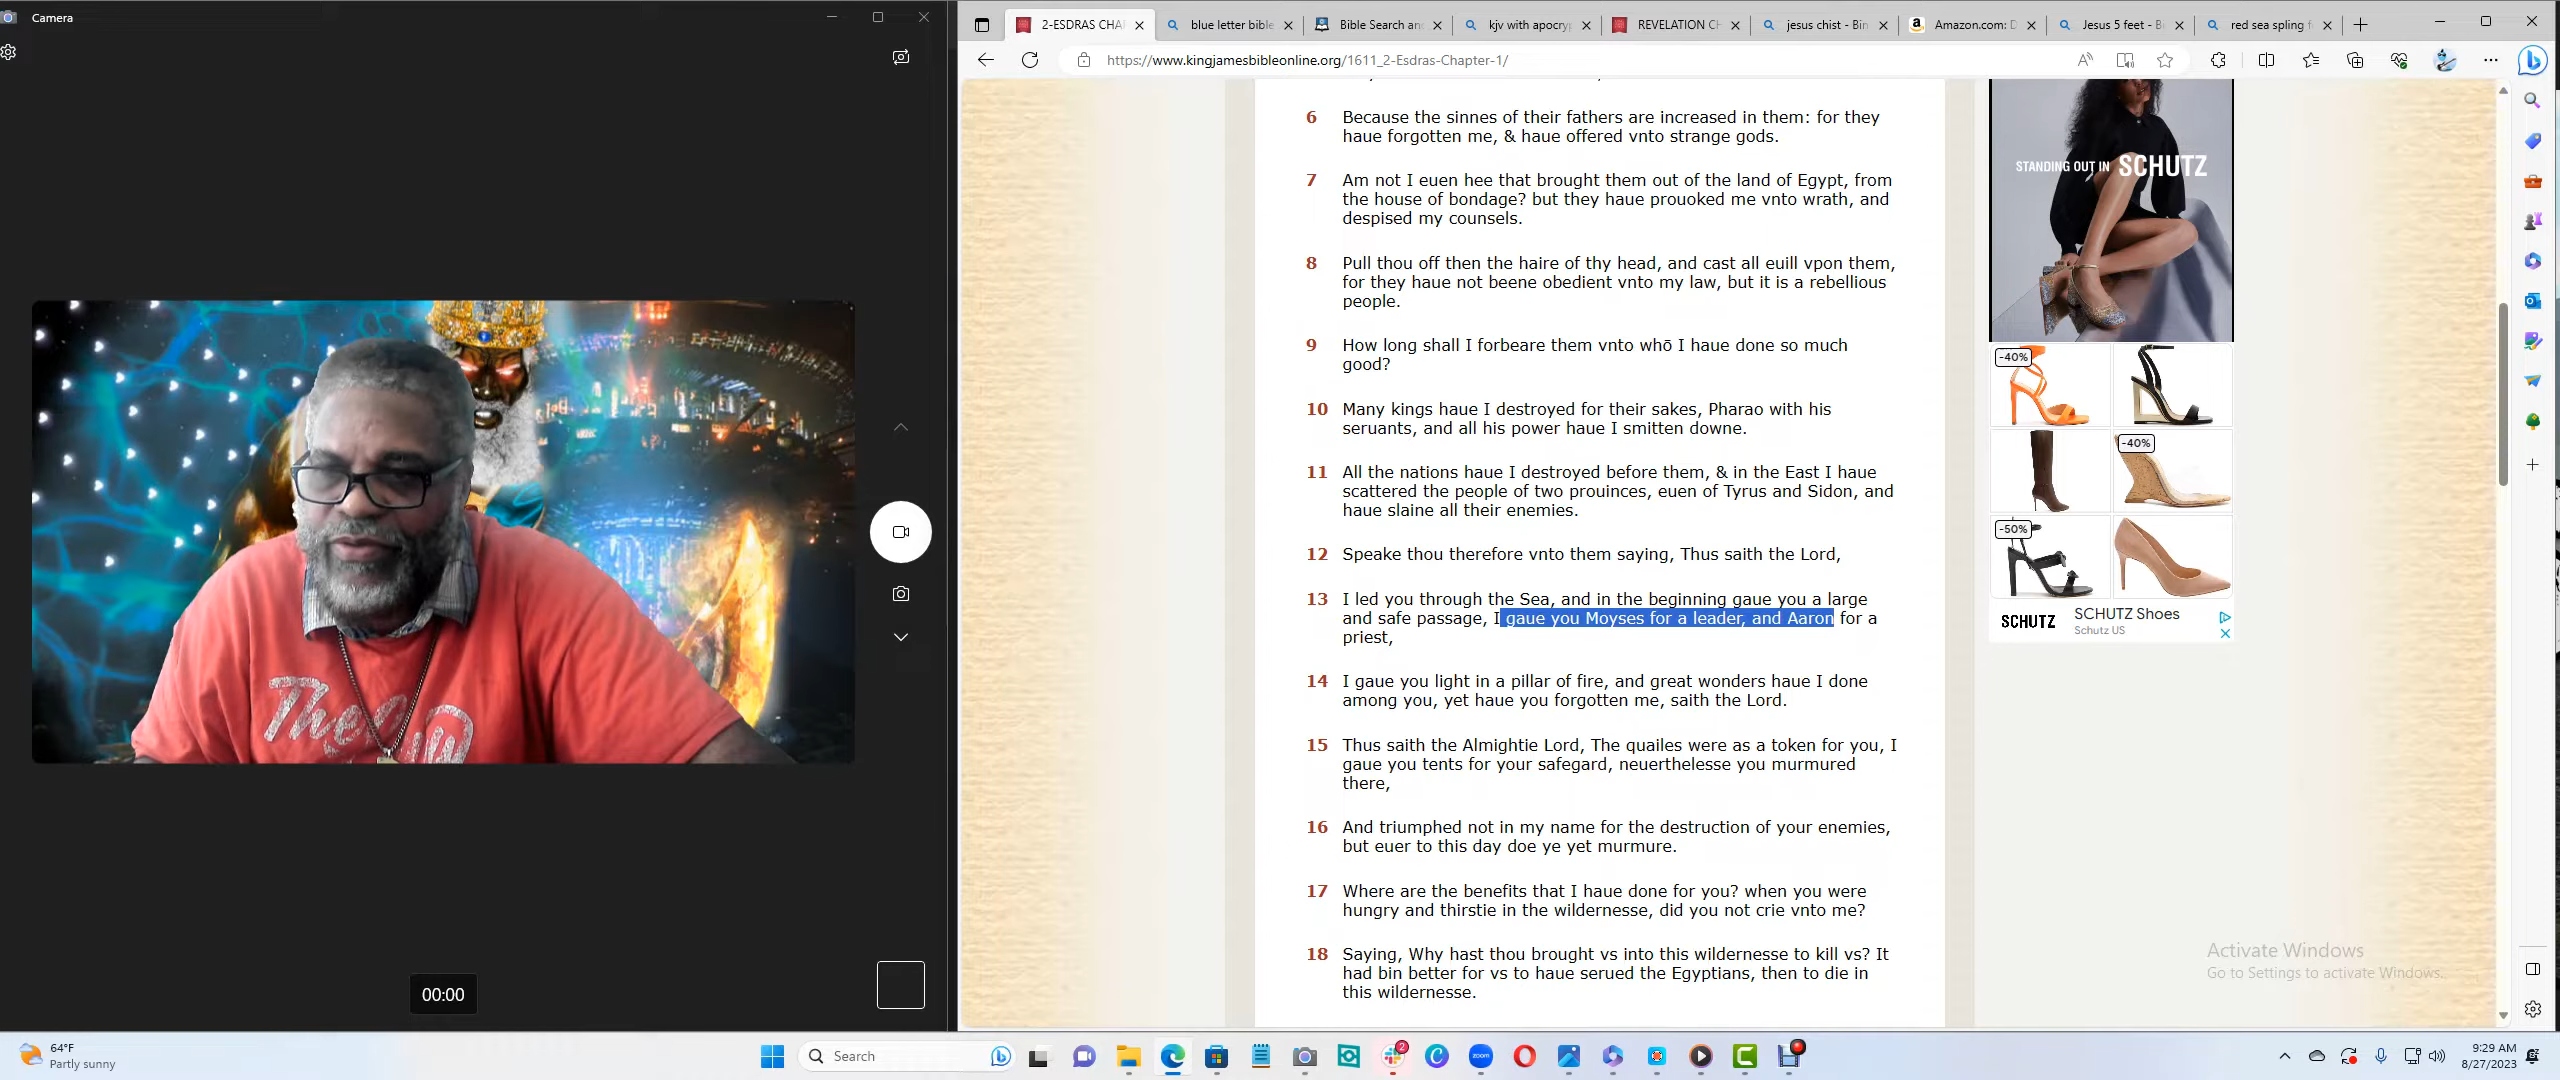 Camera
2-ESDRAS CHA
blue letter bible
Bible Search an
kjv with apocry
REVELATION C
jesus chist - Bin
Amazon.com: D
Jesus 5 feet - B
red sea spling f
https://www.kingjamesbibleonline.org/1611_2-Esdras-Chapter-1/
6 Because the sinnes of their fathers are increased in them: for they
haue forgotten me, & haue offered vnto strange gods.
7 Am not I euen hee that brought them out of the land of Egypt, from
the house of bondage? but they haue prouoked me vnto wrath, and
despised my counsels.
8 Pull thou off then the haire of thy head, and cast all euill vpon them,
for they haue not beene obedient vnto my law, but it is a rebellious
people.
9 How long shall I forbeare them vnto whō I haue done so much
good?
10 Many kings haue I destroyed for their sakes, Pharao with his
seruants, and all his power haue I smitten downe.
11 All the nations haue I destroyed before them, & in the East I haue
scattered the people of two prouinces, euen of Tyrus and Sidon, and
haue slaine all their enemies.
12 Speake thou therefore vnto them saying, Thus saith the Lord,
13 I led you through the Sea, and in the beginning gaue you a large
and safe passage, I gaue you Moyses for a leader, and Aaron for a
priest,
14 I gaue you light in a pillar of fire, and great wonders haue I done
among you, yet haue you forgotten me, saith the Lord.
15 Thus saith the Almightie Lord, The quailes were as a token for you, I
gaue you tents for your safegard, neuerthelesse you murmured
there,
16 And triumphed not in my name for the destruction of your enemies,
but euer to this day doe ye yet murmure.
17 Where are the benefits that I haue done for you? when you were
hungry and thirstie in the wildernesse, did you not crie vnto me?
18 Saying, Why hast thou brought vs into this wildernesse to kill vs? It
had bin better for vs to haue serued the Egyptians, then to die in
this wildernesse.
STANDING OUT IN SCHUTZ
-40%
-40%
-50%
SCHUTZ
SCHUTZ Shoes
Schutz US
Activate Windows
Go to Settings to activate Windows.
The
00:00
64°F
Partly sunny
Search
zoom
2
9:29 AM
8/27/2023